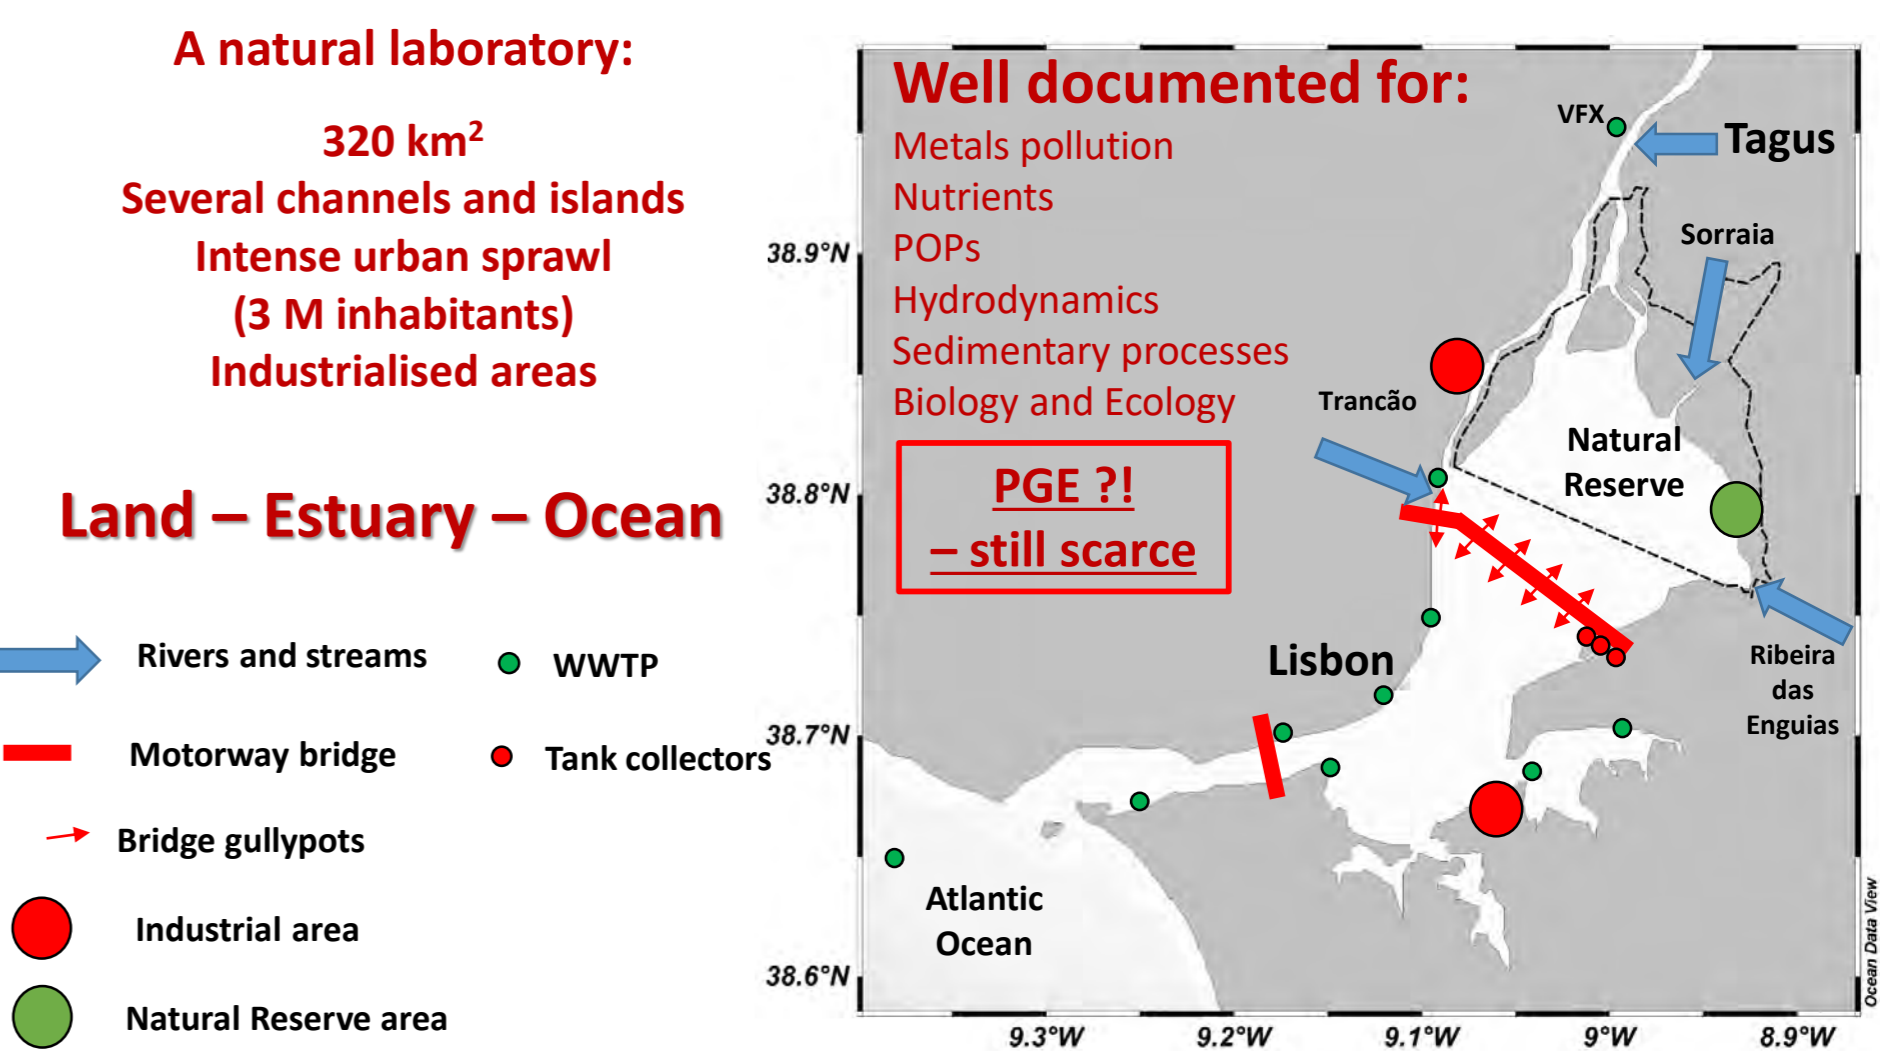 A natural laboratory:
320 km²
Several channels and islands
Intense urban sprawl
(3 M inhabitants)
Industrialised areas
Land – Estuary – Ocean
Rivers and streams
WWTP
Motorway bridge
Tank collectors
Bridge gullypots
Industrial area
Natural Reserve area
Well documented for:
Metals pollution
Nutrients
POPs
Hydrodynamics
Sedimentary processes
Biology and Ecology
PGE ?!
– still scarce
VFX
Tagus
Sorraia
Trancão
Natural
Reserve
Lisbon
Ribeira
das
Enguias
Atlantic
Ocean
38.9°N
38.8°N
38.7°N
38.6°N
9.3°W
9.2°W
9.1°W
9°W
8.9°W
Ocean Data View